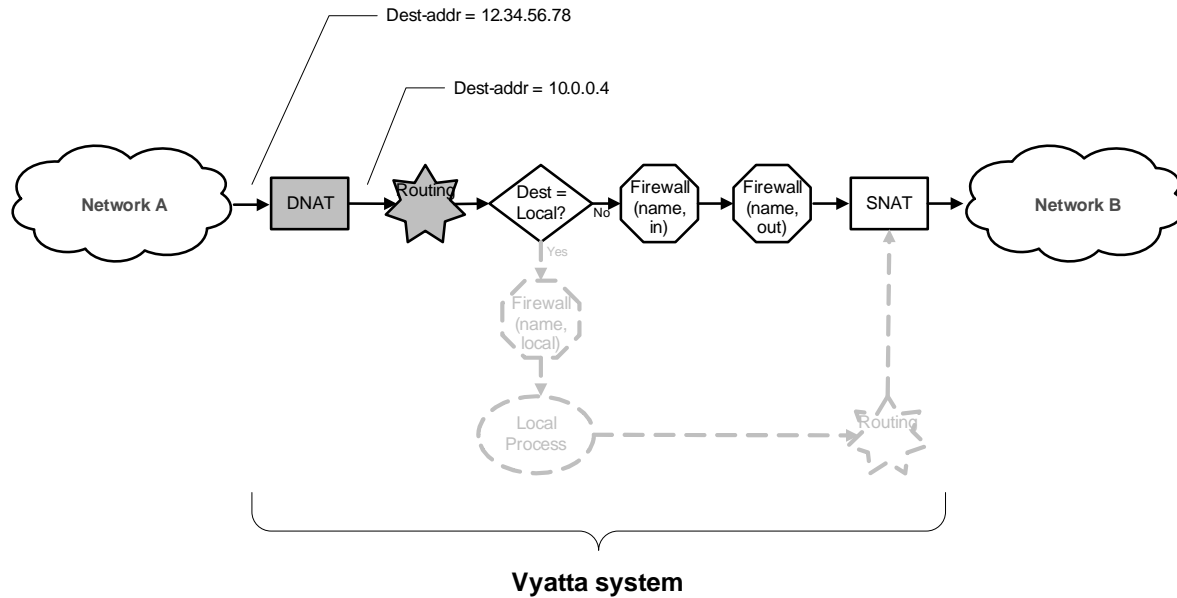 Dest-addr = 12.34.56.78
Dest-addr = 10.0.0.4
Network A
DNAT
Routing
Dest =
Local?
No
Firewall
(name,
in)
Firewall
(name,
out)
SNAT
Network B
Yes
Firewall
(name,
local)
Local
Process
Routing
Vyatta system